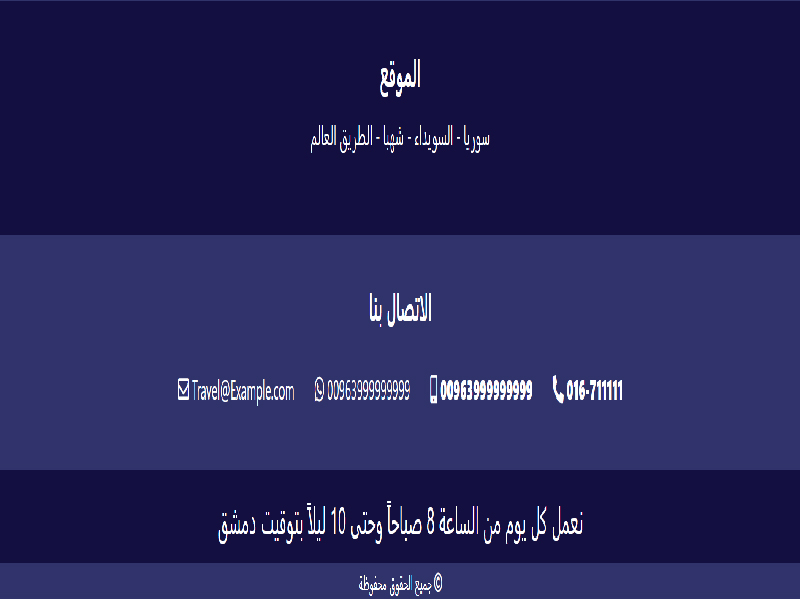 الموقع
سوريا - السويداء - شهبا - الطريق العالم
الاتصال بنا
016-711111 00963999999999 00963999999999 Travel@Example.com
نعمل كل يوم من الساعة 8 صباحاً وحتى 10 ليلاً بتوقيت دمشق
© جميع الحقوق محفوظة